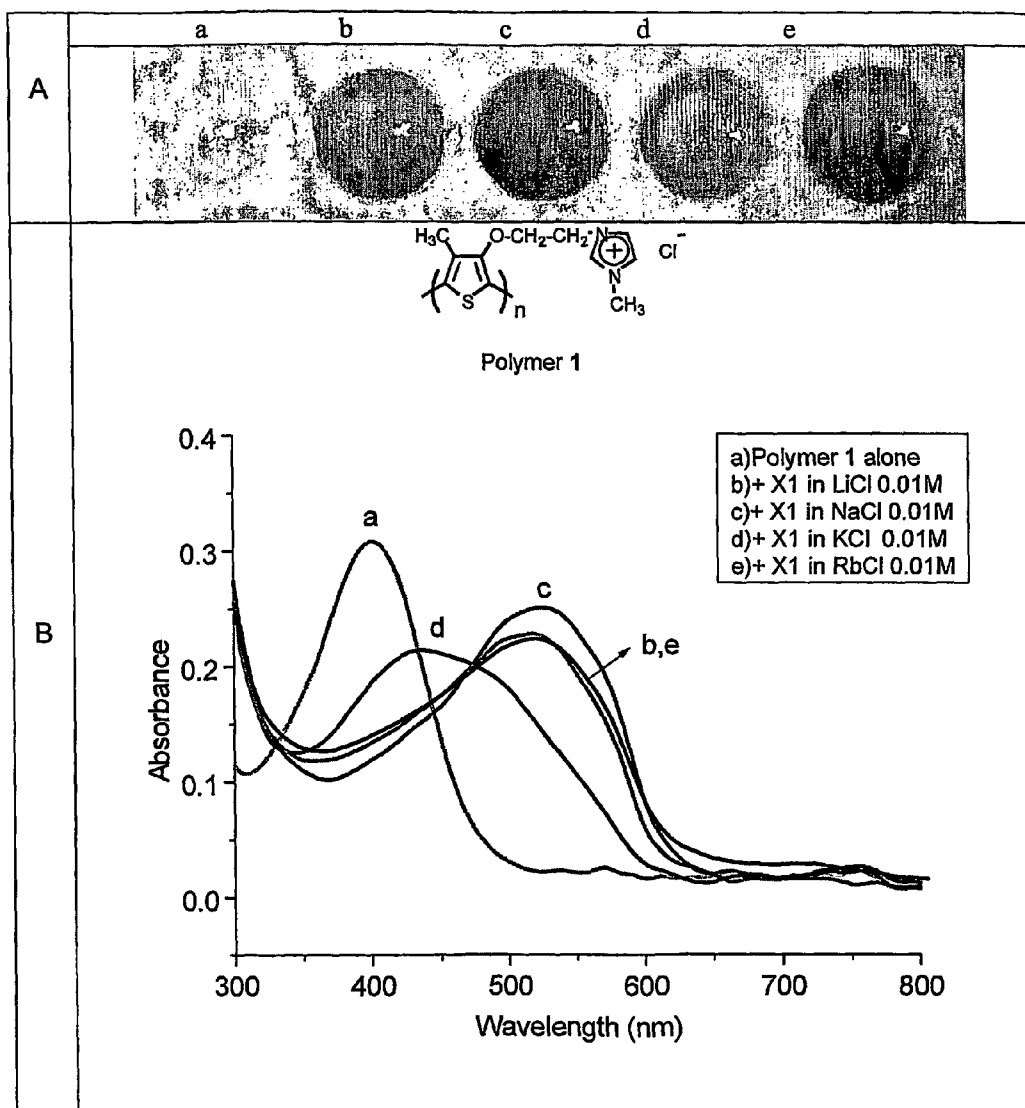 a b c d e
A
H₃C O-CH₂-CH₂- N + Cl⁻
N
S n CH₃
Polymer 1
B
a)Polymer 1 alone
b)+ X1 in LiCl 0.01M
c)+ X1 in NaCl 0.01M
d)+ X1 in KCl 0.01M
e)+ X1 in RbCl 0.01M
a
c
d
b,e
Absorbance
0.4
0.3
0.2
0.1
0.0
300 400 500 600 700 800
Wavelength (nm)